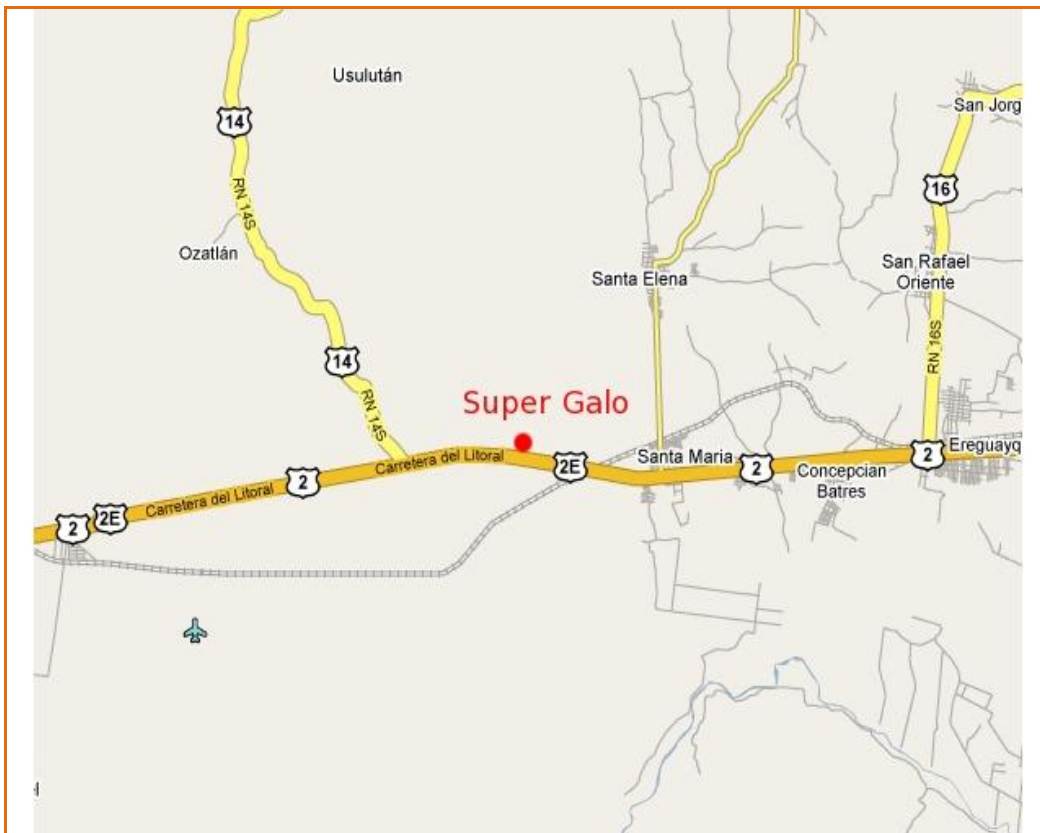 Usulután
San Jorg
14
RN 14S
16
Ozatlán
Santa Elena
San Rafael
Oriente
RN 16S
14
RN 14S
Super Galo
Carretera del Litoral
2E
Santa Maria
2
Concepcían
Batres
2
Ereguayq
2
Carretera del Litoral
2E
2